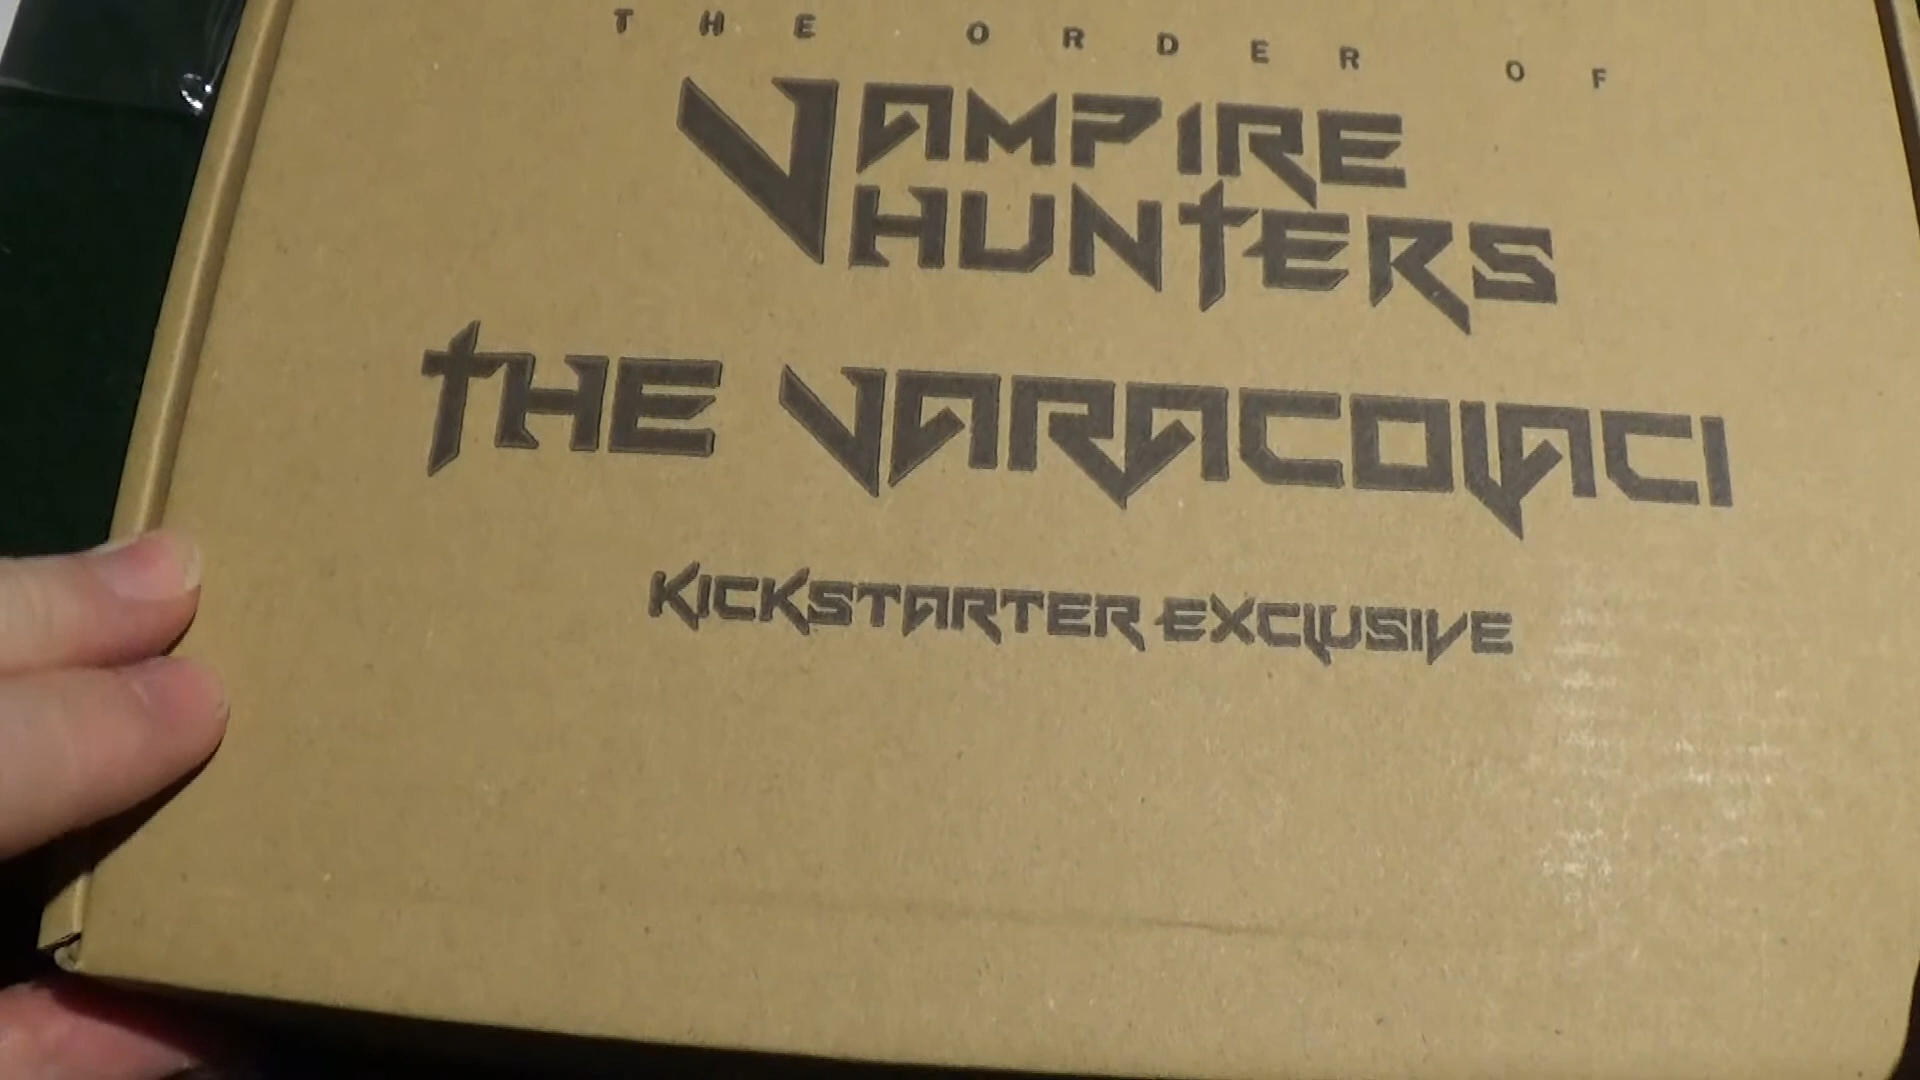 THE ORDER OF
VAMPIRE
HUNTERS
THE VARACOLACI
KICKSTARTER EXCLUSIVE